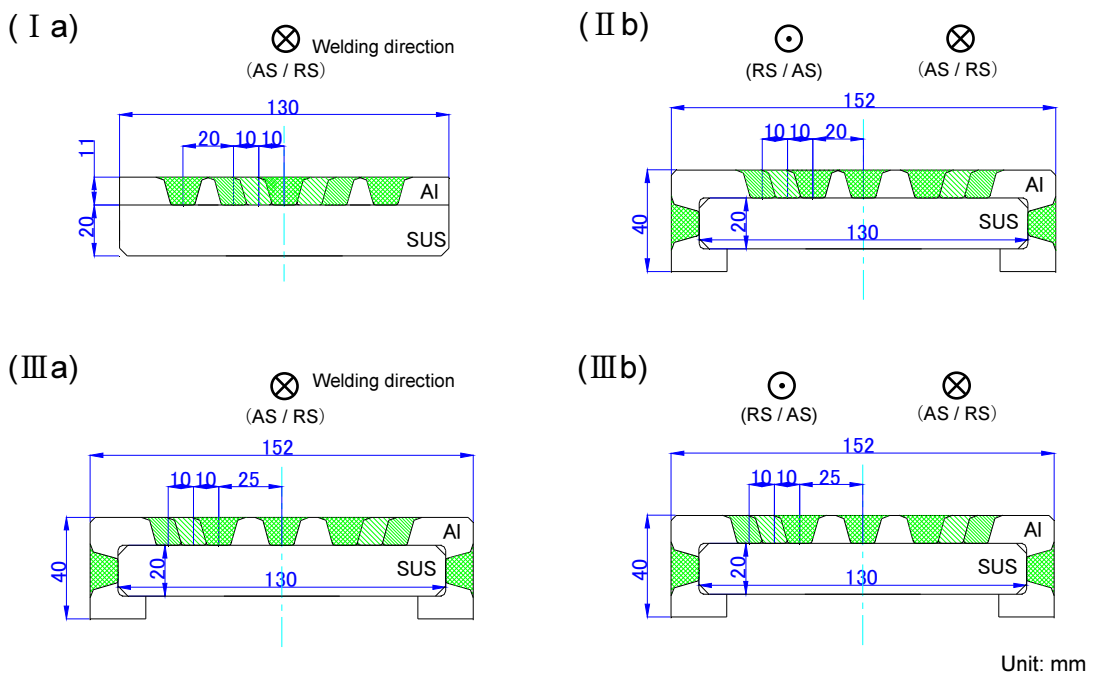 (Ⅰa)
Welding direction
(AS / RS)
130
20 10 10
11
20
Al
SUS
(Ⅱb)
(RS / AS)
(AS / RS)
152
10 10 20
40
20
130
Al
SUS
(Ⅲa)
Welding direction
(AS / RS)
152
10 10 25
40
20
130
Al
SUS
(Ⅲb)
(RS / AS)
(AS / RS)
152
10 10 25
40
20
130
Al
SUS
Unit: mm